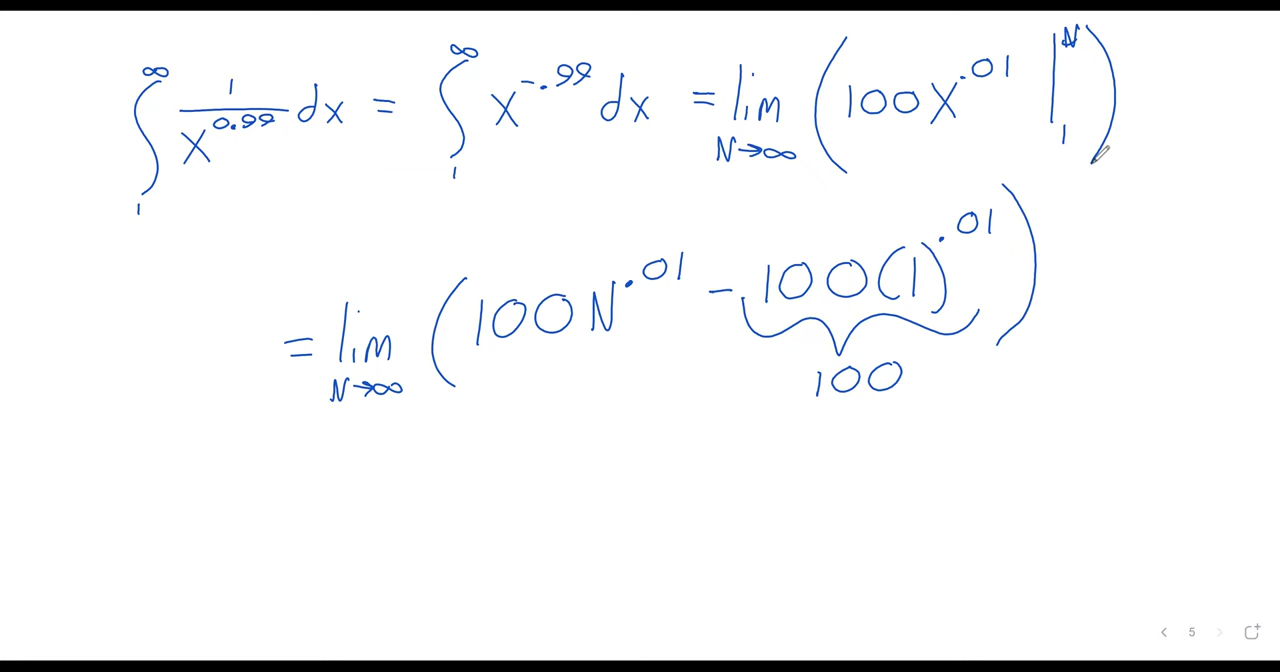 ∫₁^∞ 1/x^0.99 dx = ∫₁^∞ x^-.99 dx = lim N→∞ (100x^.01 |₁^N)
= lim N→∞ (100N^.01 - 100(1)^.01)
100
5